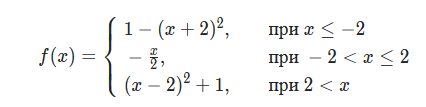 f(x) = { 1 − (x + 2)², при x ≤ −2
− x/2, при − 2 < x ≤ 2
(x − 2)² + 1, при 2 < x